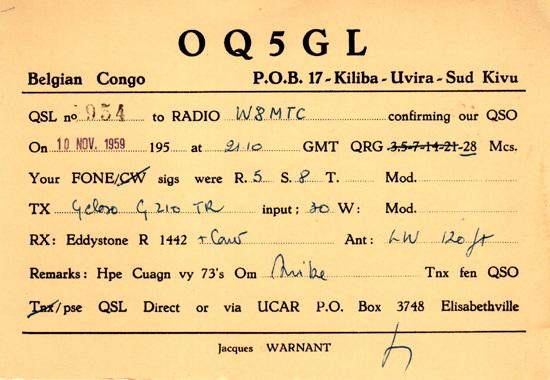 OQ5GL
Belgian Congo P.O.B. 17 - Kiliba - Uvira - Sud Kivu
QSL nº 954 to RADIO W8MTC confirming our QSO
On 10 NOV. 1959 195 at 2110 GMT QRG 3,5-7-14-21-28 Mcs.
Your FONE/CW sigs were R. 5 S. 8 T. Mod.
TX Geloso G 210 TR input; 30 W: Mod.
RX: Eddystone R 1442 + Conv Ant: LW 120 ft
Remarks: Hpe Cuagn vy 73's Om Mike Tnx fen QSO
Tnx/pse QSL Direct or via UCAR P.O. Box 3748 Elisabethville
Jacques WARNANT